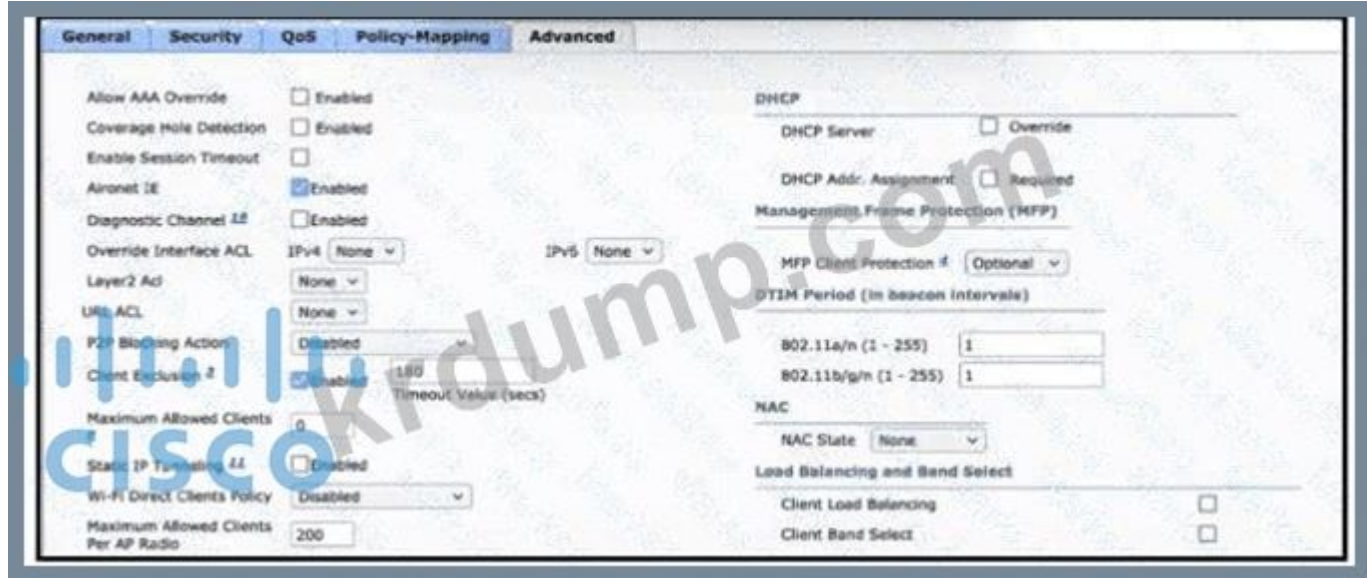 General Security QoS Policy-Mapping Advanced
Allow AAA Override Enabled
Coverage Hole Detection Enabled
Enable Session Timeout
Aironet IE Enabled
Diagnostic Channel 18 Enabled
Override Interface ACL IPv4 None IPv6 None
Layer2 Acl None
URL ACL None
P2P Blocking Action Disabled
Client Exclusion 3 Enabled 180
Timeout Value (secs)
Maximum Allowed Clients 0
Static IP Tunneling 11 Enabled
Wi-Fi Direct Clients Policy Disabled
Maximum Allowed Clients
Per AP Radio 200
DHCP
DHCP Server Override
DHCP Addr. Assignment Required
Management Frame Protection (MFP)
MFP Client Protection 4 Optional
DTIM Period (in beacon intervals)
802.11a/n (1 - 255) 1
802.11b/g/n (1 - 255) 1
NAC
NAC State None
Load Balancing and Band Select
Client Load Balancing
Client Band Select
krdump.com
CISCO